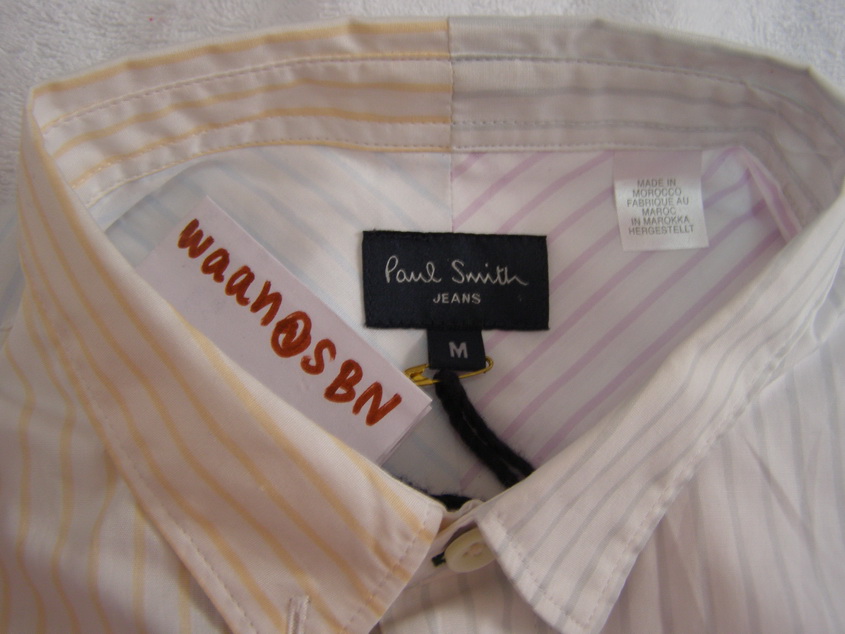 waan@SBN
Paul Smith
JEANS
M
MADE IN
MOROCCO
FABRIQUE AU
MAROC
IN MAROKKA
HERGESTELLT